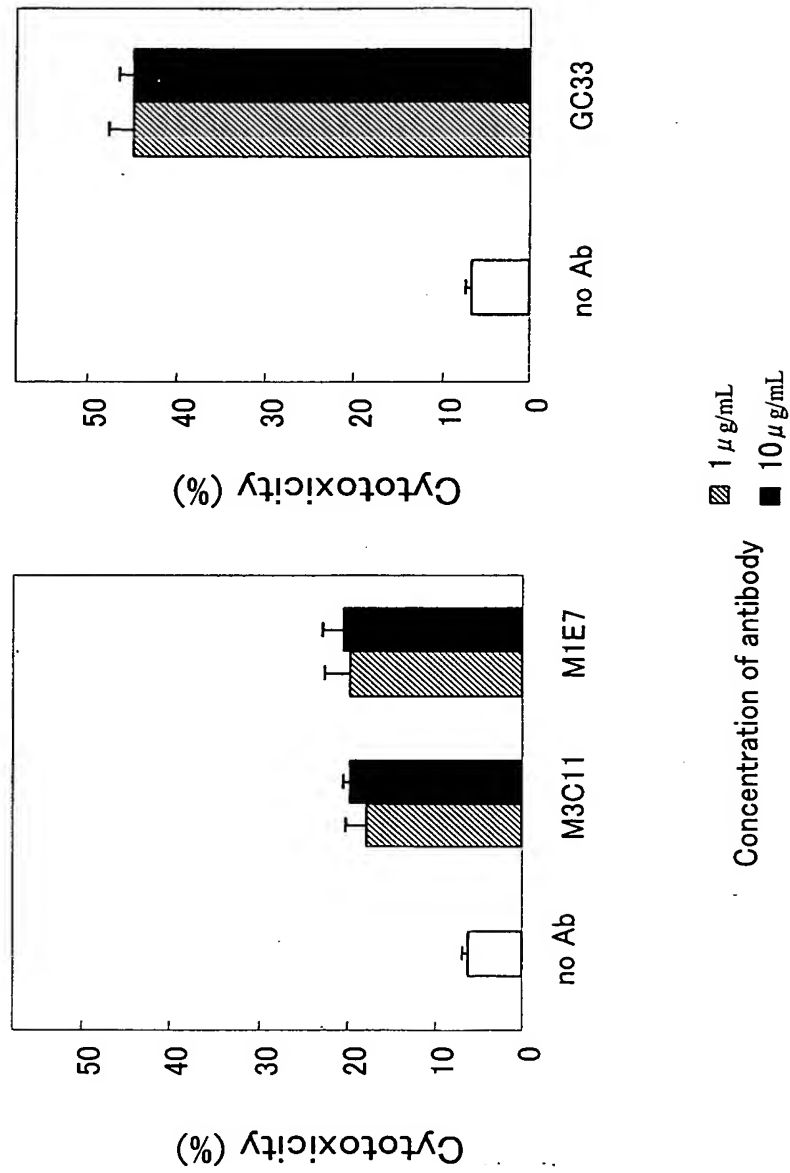 Cytotoxicity (%)
50
40
30
20
10
0
no Ab
M3C11
M1E7
Cytotoxicity (%)
50
40
30
20
10
0
no Ab
GC33
Concentration of antibody
1 μg/mL
10 μg/mL